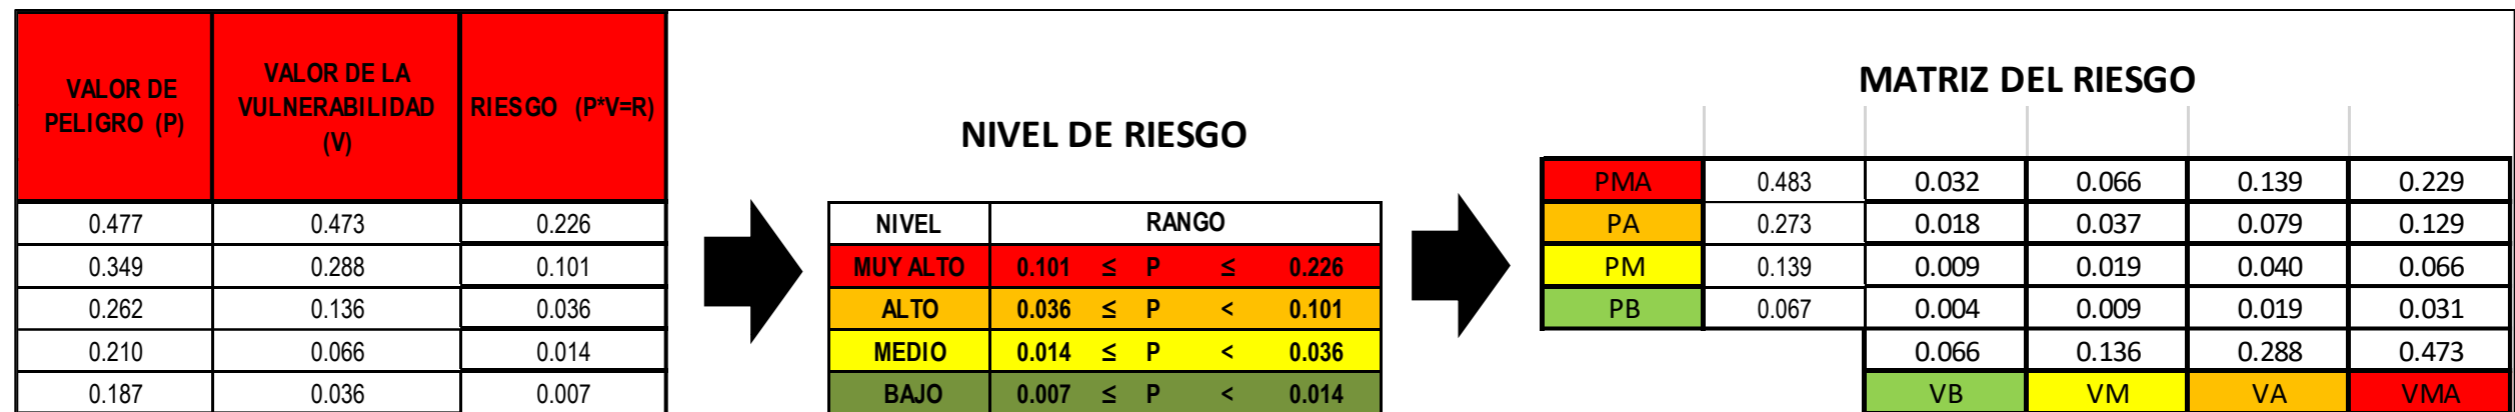 VALOR DE PELIGRO (P) VALOR DE LA VULNERABILIDAD (V) RIESGO (P*V=R)
0.477 0.473 0.226
0.349 0.288 0.101
0.262 0.136 0.036
0.210 0.066 0.014
0.187 0.036 0.007
NIVEL DE RIESGO
NIVEL RANGO
MUY ALTO 0.101 ≤ P ≤ 0.226
ALTO 0.036 ≤ P < 0.101
MEDIO 0.014 ≤ P < 0.036
BAJO 0.007 ≤ P < 0.014
MATRIZ DEL RIESGO
PMA 0.483 0.032 0.066 0.139 0.229
PA 0.273 0.018 0.037 0.079 0.129
PM 0.139 0.009 0.019 0.040 0.066
PB 0.067 0.004 0.009 0.019 0.031
0.066 0.136 0.288 0.473
VB VM VA VMA